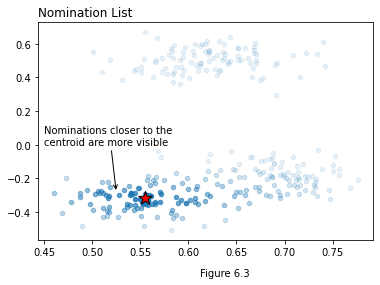 Nomination List
0.6
0.4
0.2
0.0
−0.2
−0.4
Nominations closer to the
centroid are more visible
0.45 0.50 0.55 0.60 0.65 0.70 0.75
Figure 6.3